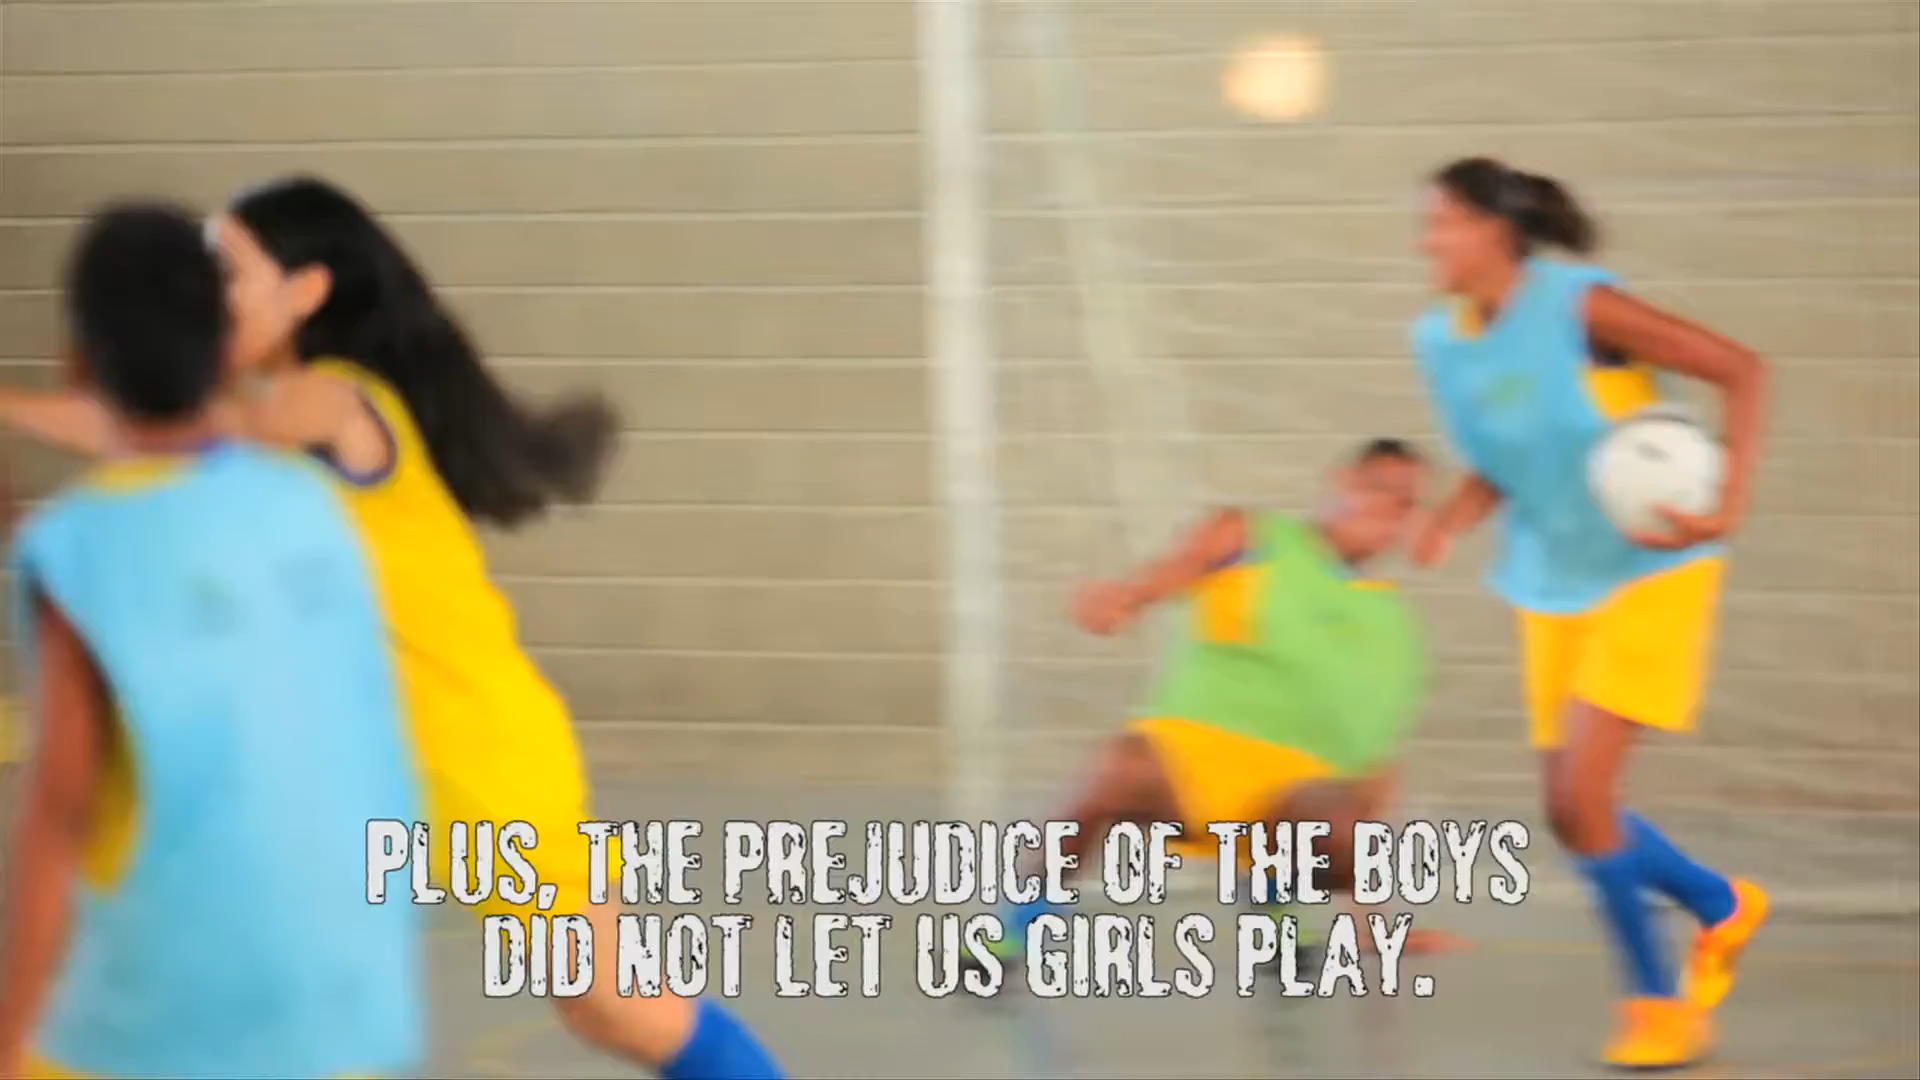 PLUS, THE PREJUDICE OF THE BOYS
DID NOT LET US GIRLS PLAY.